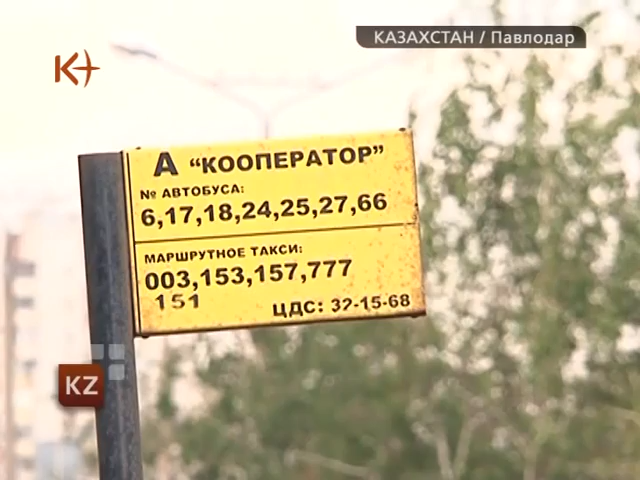 КАЗАХСТАН / Павлодар
К+
А "КООПЕРАТОР"
№ АВТОБУСА:
6,17,18,24,25,27,66
МАРШРУТНОЕ ТАКСИ:
003,153,157,777
151
ЦДС: 32-15-68
KZ